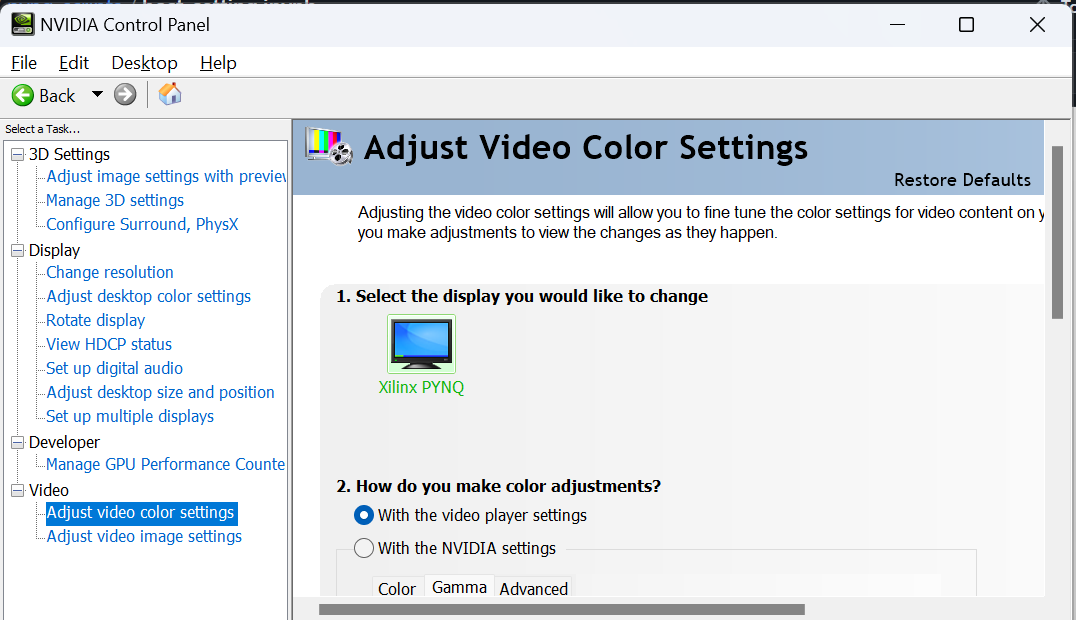 NVIDIA Control Panel
File Edit Desktop Help
Back
Select a Task...
3D Settings
Adjust image settings with preview
Manage 3D settings
Configure Surround, PhysX
Display
Change resolution
Adjust desktop color settings
Rotate display
View HDCP status
Set up digital audio
Adjust desktop size and position
Set up multiple displays
Developer
Manage GPU Performance Counte
Video
Adjust video color settings
Adjust video image settings
Adjust Video Color Settings
Restore Defaults
Adjusting the video color settings will allow you to fine tune the color settings for video content on y
you make adjustments to view the changes as they happen.
1. Select the display you would like to change
Xilinx PYNQ
2. How do you make color adjustments?
With the video player settings
With the NVIDIA settings
Color Gamma Advanced